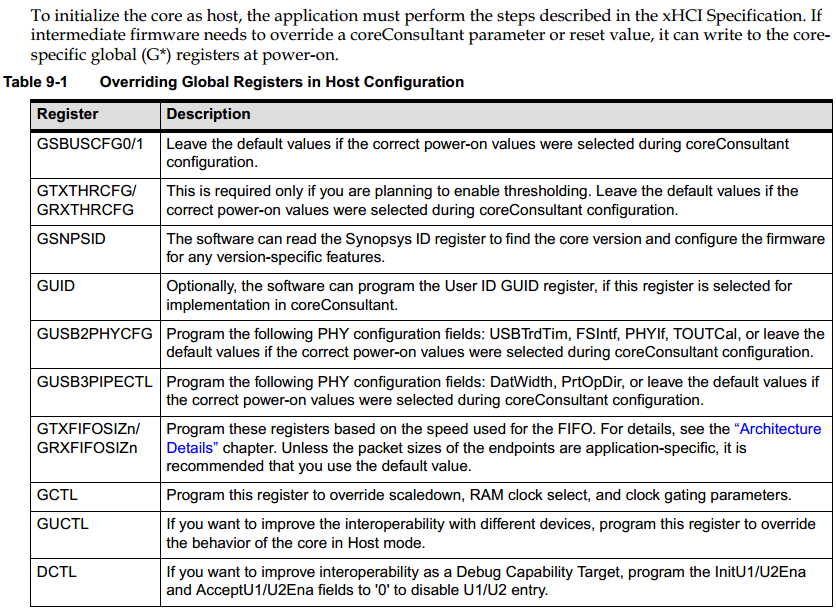 To initialize the core as host, the application must perform the steps described in the xHCI Specification. If
intermediate firmware needs to override a coreConsultant parameter or reset value, it can write to the core-
specific global (G*) registers at power-on.
Table 9-1 Overriding Global Registers in Host Configuration
Register Description
GSBUSCFG0/1 Leave the default values if the correct power-on values were selected during coreConsultant
configuration.
GTXTHRCFG/ This is required only if you are planning to enable thresholding. Leave the default values if the
GRXTHRCFG correct power-on values were selected during coreConsultant configuration.
GSNPSID The software can read the Synopsys ID register to find the core version and configure the firmware
for any version-specific features.
GUID Optionally, the software can program the User ID GUID register, if this register is selected for
implementation in coreConsultant.
GUSB2PHYCFG Program the following PHY configuration fields: USBTrdTim, FSIntf, PHYIf, TOUTCal, or leave the
default values if the correct power-on values were selected during coreConsultant configuration.
GUSB3PIPECTL Program the following PHY configuration fields: DatWidth, PrtOpDir, or leave the default values if
the correct power-on values were selected during coreConsultant configuration.
GTXFIFOSIZn/ Program these registers based on the speed used for the FIFO. For details, see the “Architecture
GRXFIFOSIZn Details” chapter. Unless the packet sizes of the endpoints are application-specific, it is
recommended that you use the default value.
GCTL Program this register to override scaledown, RAM clock select, and clock gating parameters.
GUCTL If you want to improve the interoperability with different devices, program this register to override
the behavior of the core in Host mode.
DCTL If you want to improve interoperability as a Debug Capability Target, program the InitU1/U2Ena
and AcceptU1/U2Ena fields to '0' to disable U1/U2 entry.